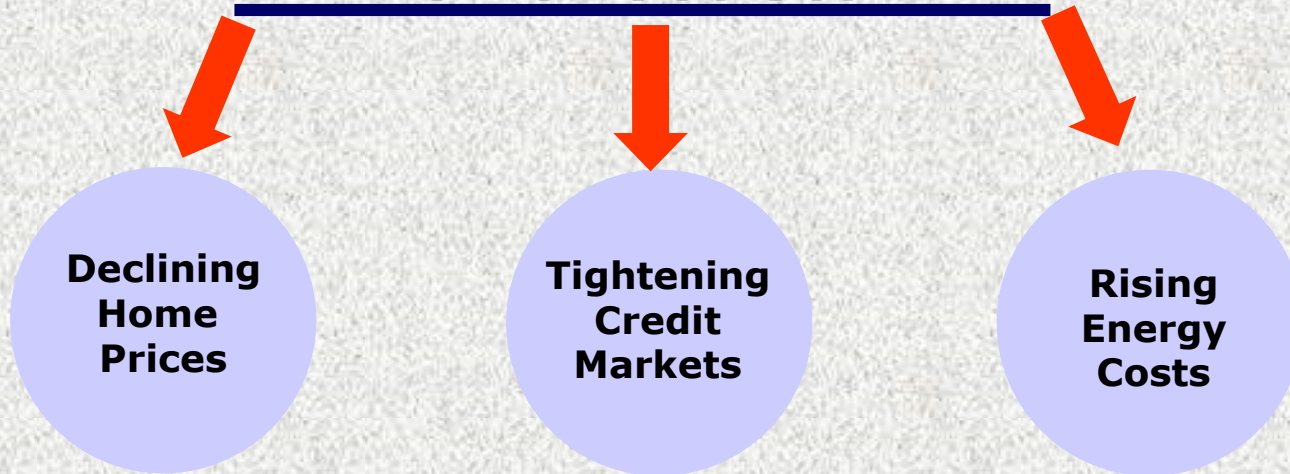 Declining
Home
Prices
Tightening
Credit
Markets
Rising
Energy
Costs